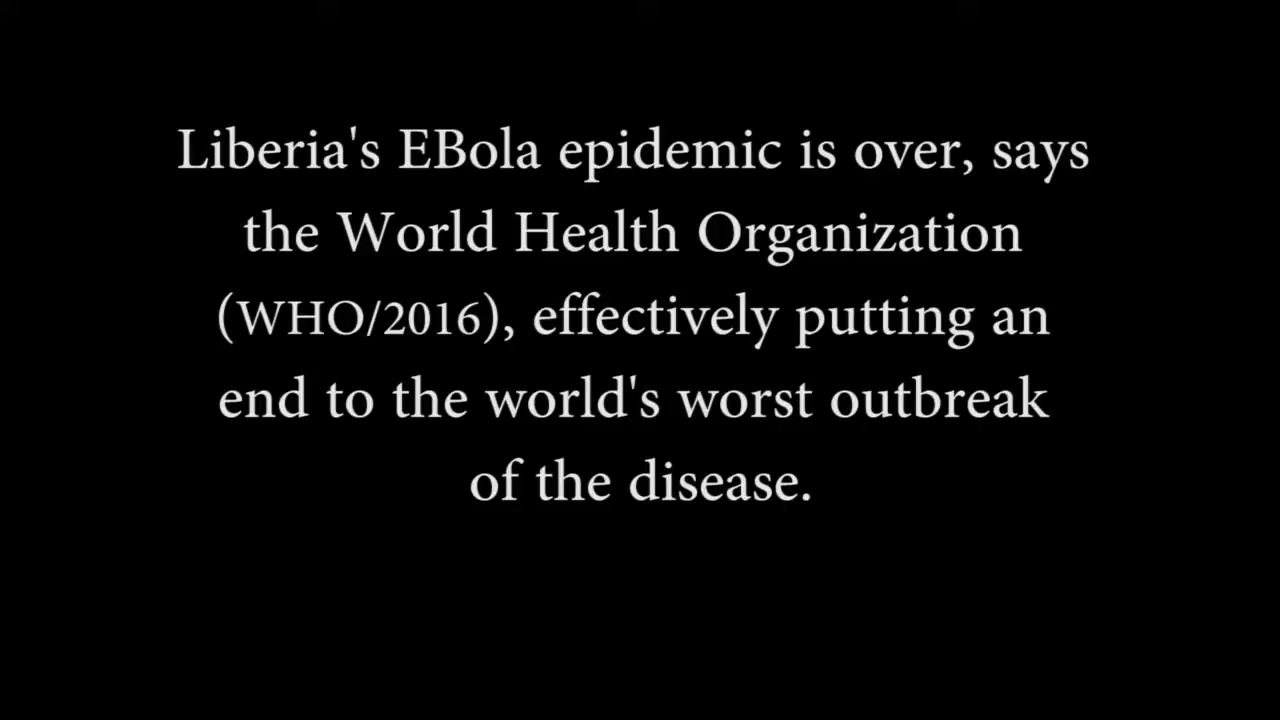 Liberia's EBola epidemic is over, says
the World Health Organization
(WHO/2016), effectively putting an
end to the world's worst outbreak
of the disease.